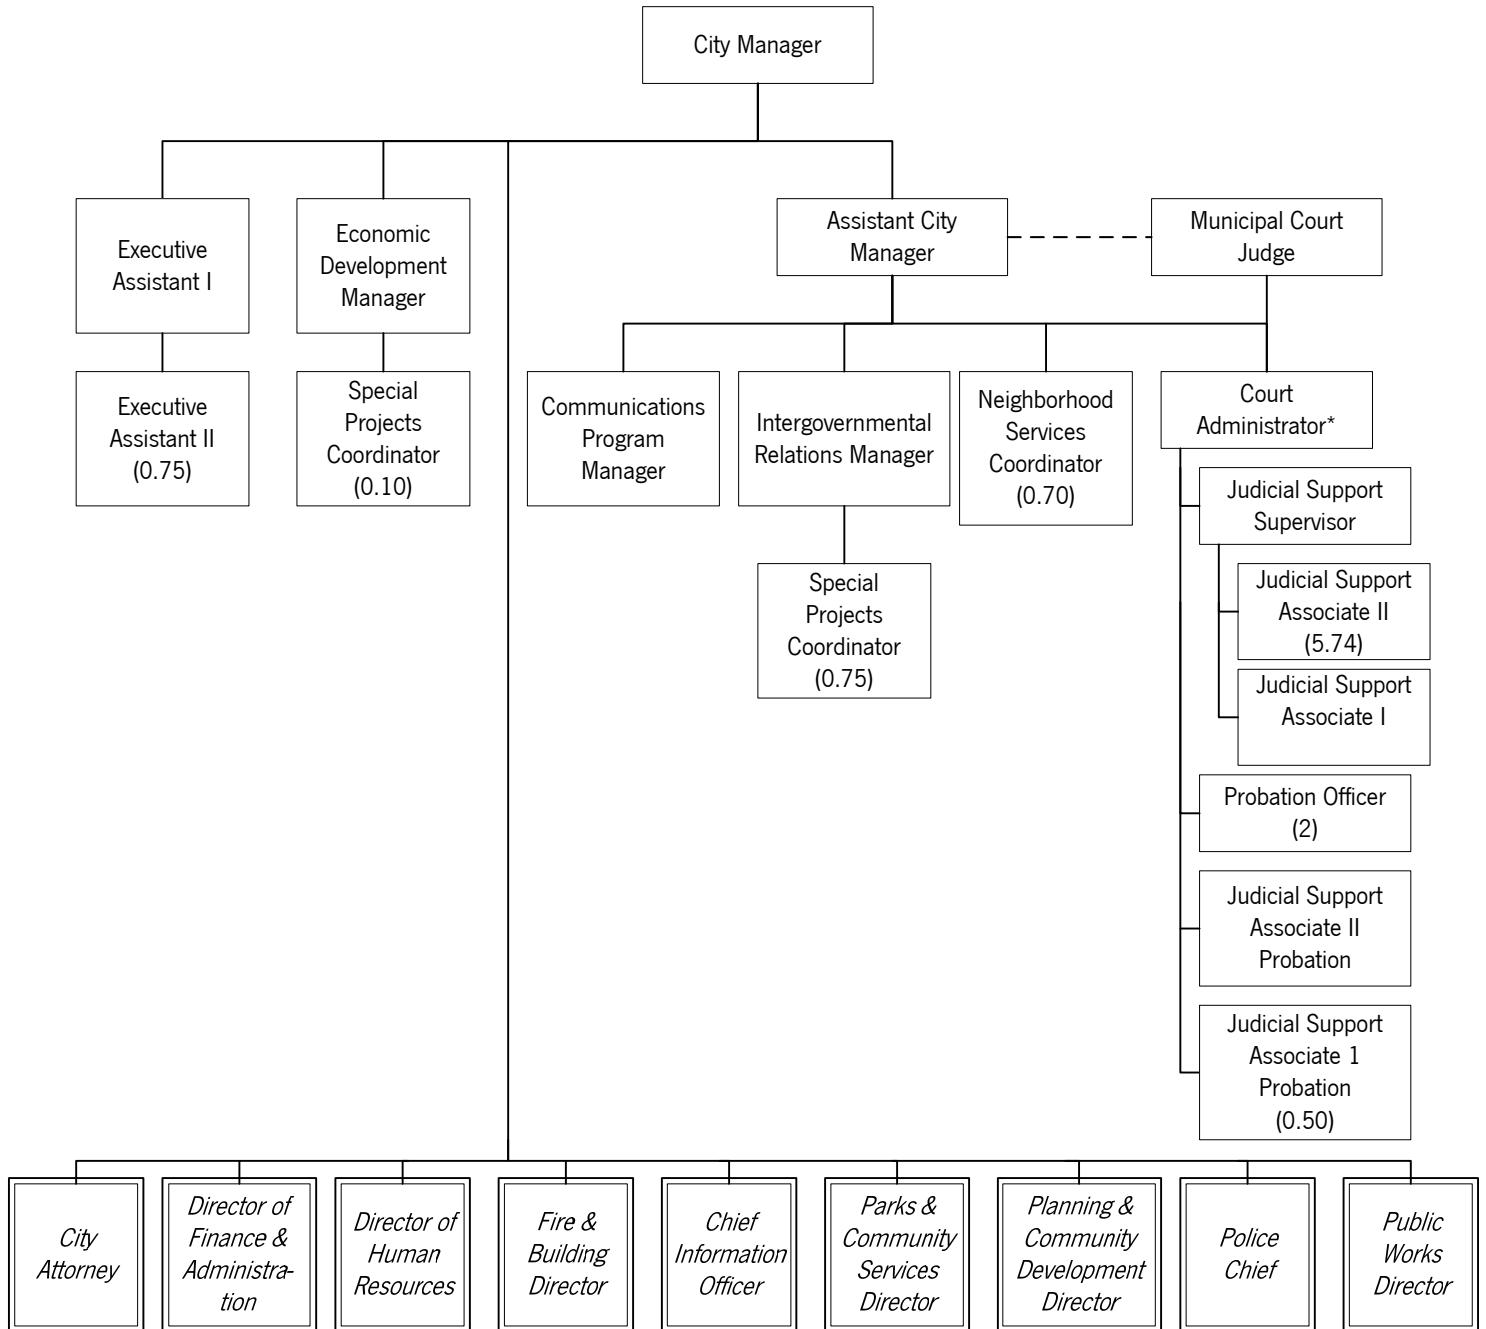 City Manager
Executive
Assistant I
Economic
Development
Manager
Assistant City
Manager
Municipal Court
Judge
Executive
Assistant II
(0.75)
Special
Projects
Coordinator
(0.10)
Communications
Program
Manager
Intergovernmental
Relations Manager
Neighborhood
Services
Coordinator
(0.70)
Court
Administrator*
Special
Projects
Coordinator
(0.75)
Judicial Support
Supervisor
Judicial Support
Associate II
(5.74)
Judicial Support
Associate I
Probation Officer
(2)
Judicial Support
Associate II
Probation
Judicial Support
Associate 1
Probation
(0.50)
City
Attorney
Director of
Finance &
Administra-
tion
Director of
Human
Resources
Fire &
Building
Director
Chief
Information
Officer
Parks &
Community
Services
Director
Planning &
Community
Development
Director
Police
Chief
Public
Works
Director